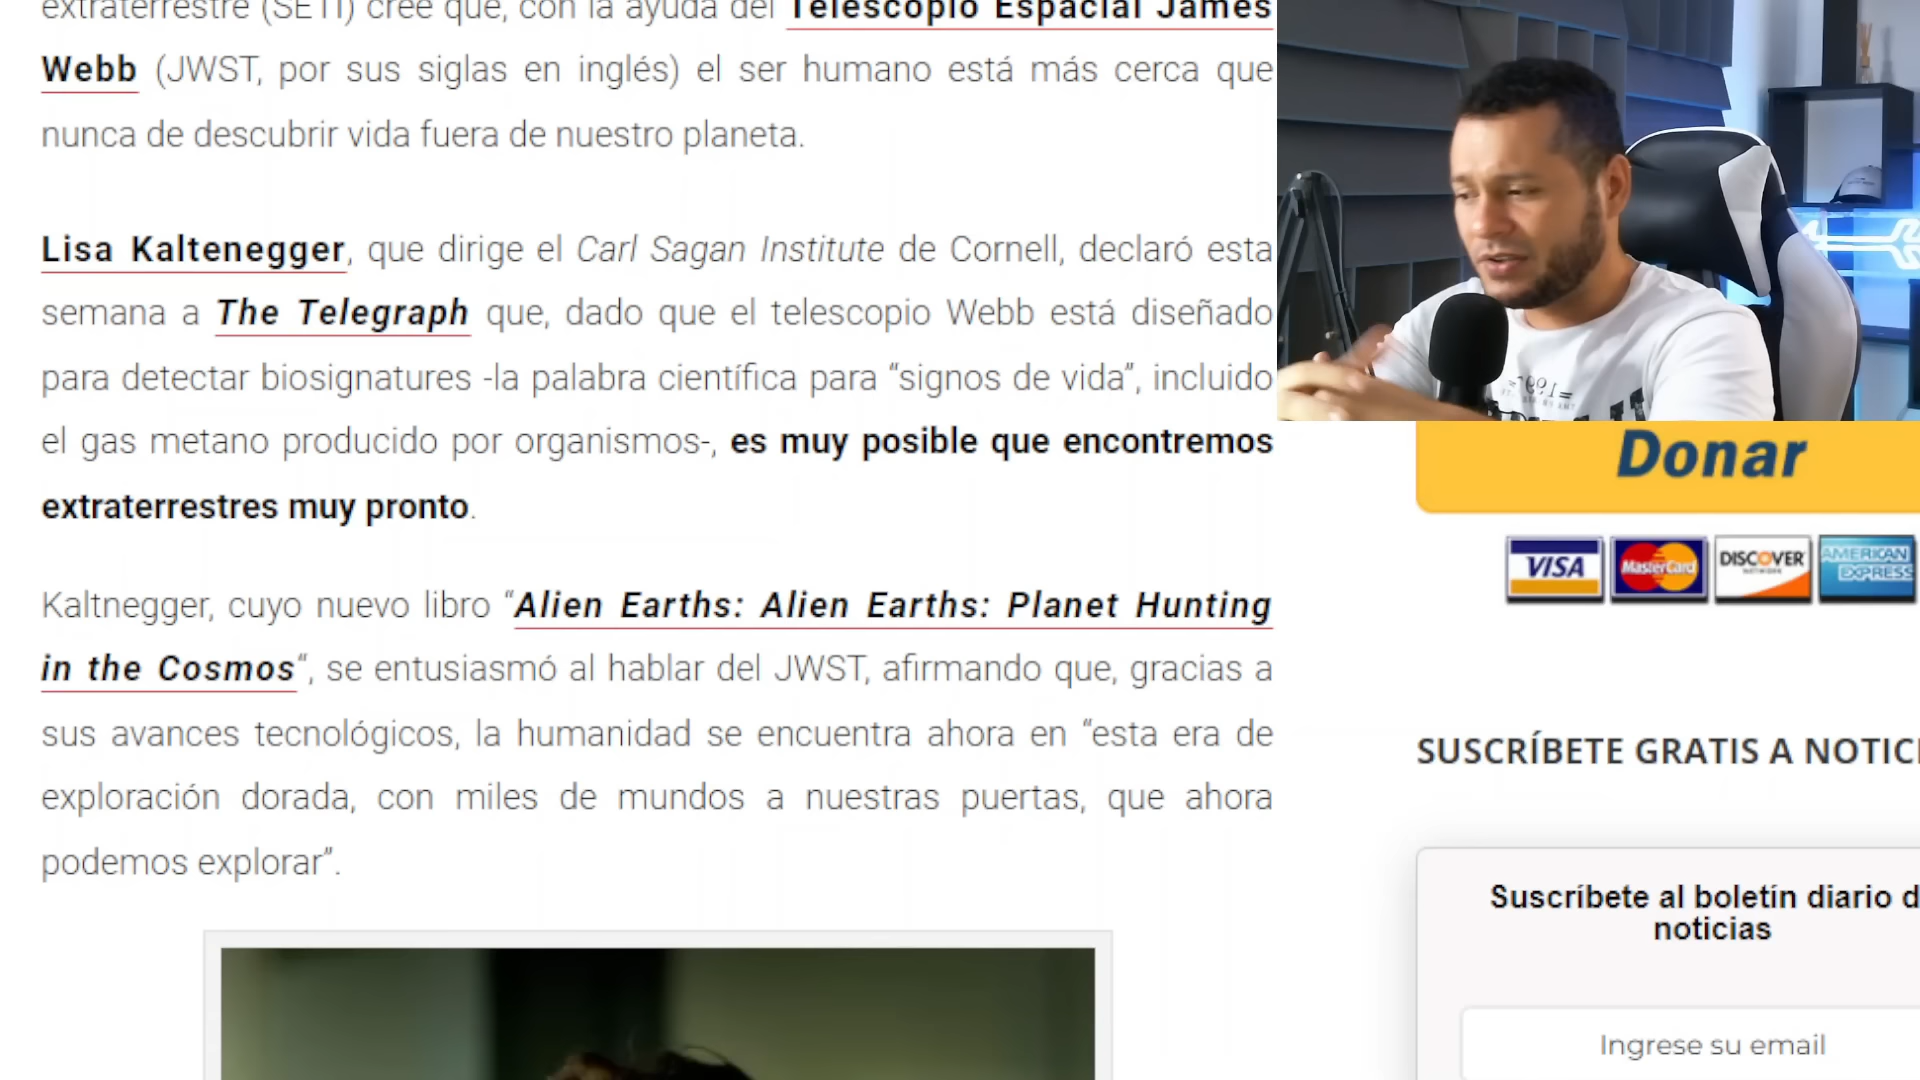 extraterrestre (SETI) cree que, con la ayuda del Telescopio Espacial James
Webb (JWST, por sus siglas en inglés) el ser humano está más cerca que
nunca de descubrir vida fuera de nuestro planeta.
Lisa Kaltenegger, que dirige el Carl Sagan Institute de Cornell, declaró esta
semana a The Telegraph que, dado que el telescopio Webb está diseñado
para detectar biosignatures -la palabra científica para “signos de vida”, incluido
el gas metano producido por organismos-, es muy posible que encontremos
extraterrestres muy pronto.
Kaltnegger, cuyo nuevo libro “Alien Earths: Alien Earths: Planet Hunting
in the Cosmos“, se entusiasmó al hablar del JWST, afirmando que, gracias a
sus avances tecnológicos, la humanidad se encuentra ahora en “esta era de
exploración dorada, con miles de mundos a nuestras puertas, que ahora
podemos explorar”.
Donar
VISA
MasterCard
DISCOVER
NETWORK
AMERICAN
EXPRESS
SUSCRÍBETE GRATIS A NOTICI
Suscríbete al boletín diario d
noticias
Ingrese su email